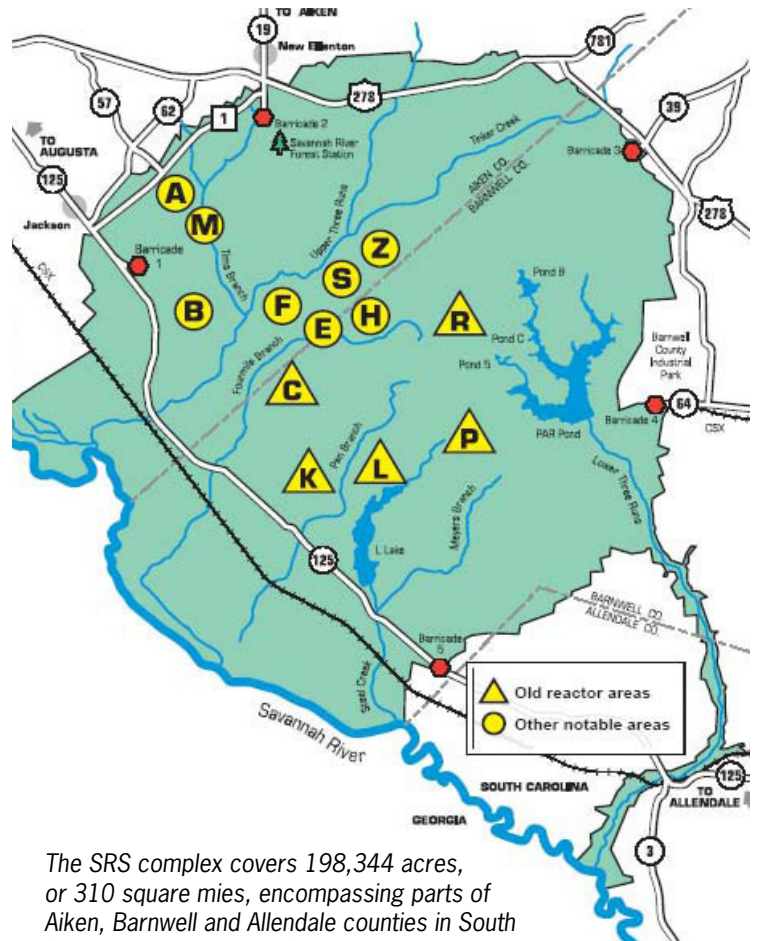 TO AIKEN
19
New Ellenton
781
278
57
62
1
Barricade 2
39
TO
AUGUSTA
Savannah River
Forest Station
Tinker Creek
Barricade 3
AIKEN CO.
BARNWELL CO.
125
A
278
Jackson
M
Upper Three Runs
Barricade
1
Z
CSX
Tims Branch
S
Pond B
B
F
E
H
R
Pond C
Barnwell
County
Industrial
Park
Fourmile Branch
Pond 5
C
64
Barricade 4
CSX
Pen Branch
P
PAR Pond
K
L
Lower Three Runs
Meyers Branch
125
L Lake
BARNWELL CO.
ALLENDALE CO.
Barricade
5
Steel Creek
Old reactor areas
Other notable areas
Savannah River
SOUTH CAROLINA
125
TO
ALLENDALE
GEORGIA
3
The SRS complex covers 198,344 acres,
or 310 square mies, encompassing parts of
Aiken, Barnwell and Allendale counties in South